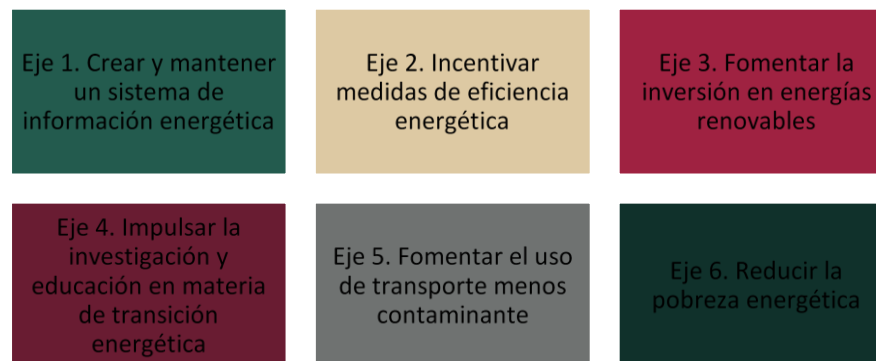 Eje 1. Crear y mantener
un sistema de
información energética
Eje 2. Incentivar
medidas de eficiencia
energética
Eje 3. Fomentar la
inversión en energías
renovables
Eje 4. Impulsar la
investigación y
educación en materia
de transición
energética
Eje 5. Fomentar el uso
de transporte menos
contaminante
Eje 6. Reducir la
pobreza energética